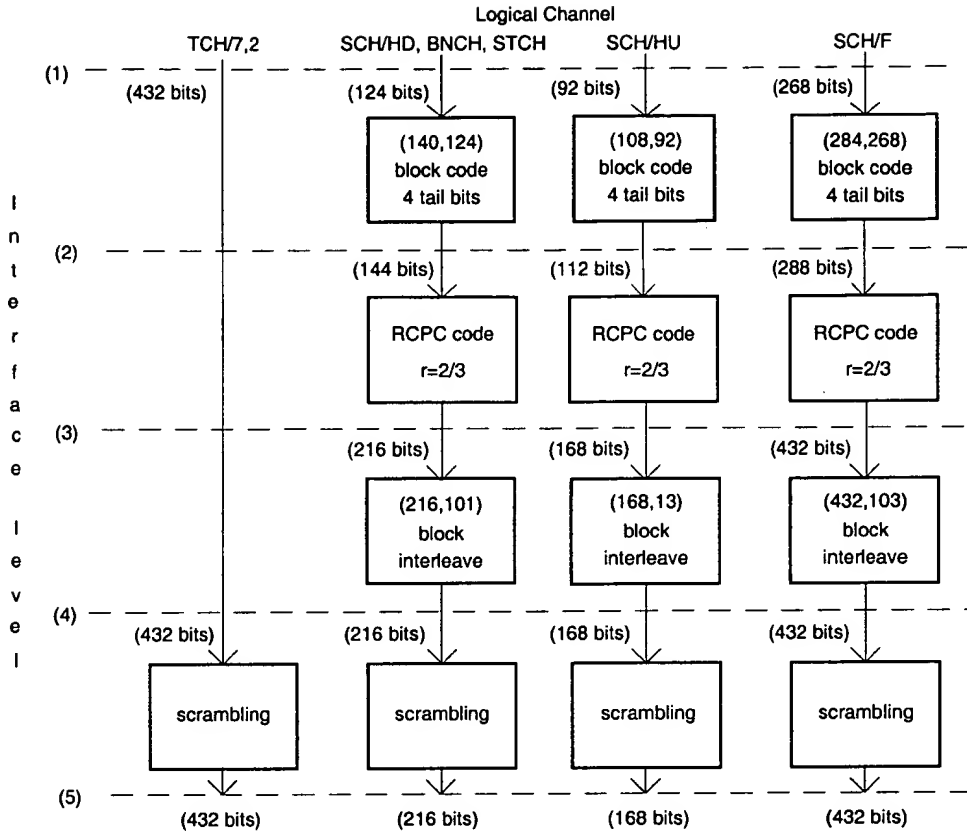 Logical Channel
TCH/7,2 SCH/HD, BNCH, STCH SCH/HU SCH/F
(1)
(432 bits) (124 bits) (92 bits) (268 bits)
(140,124) (108,92) (284,268)
block code block code block code
4 tail bits 4 tail bits 4 tail bits
(2)
(144 bits) (112 bits) (288 bits)
RCPC code RCPC code RCPC code
r=2/3 r=2/3 r=2/3
(3)
(216 bits) (168 bits) (432 bits)
(216,101) (168,13) (432,103)
block block block
interleave interleave interleave
(4)
(432 bits) (216 bits) (168 bits) (432 bits)
scrambling scrambling scrambling scrambling
(5)
(432 bits) (216 bits) (168 bits) (432 bits)
Interface level